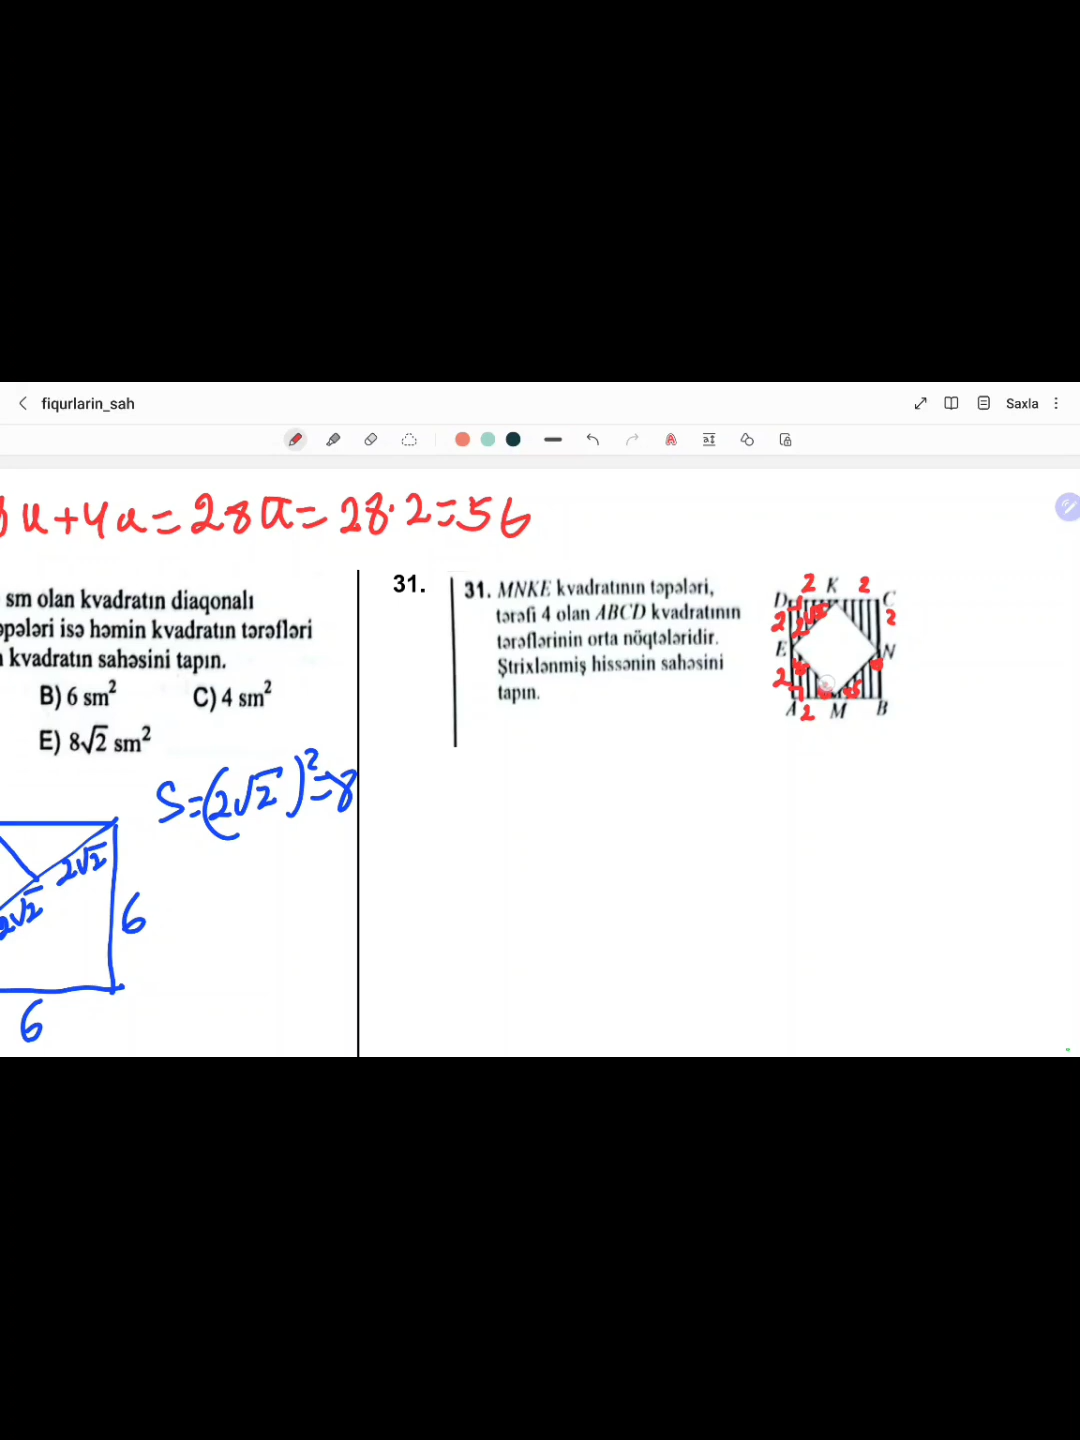 fiqurlarin_sah
Saxla
u+4a=28a=28·2=56
sm olan kvadratın diaqonalı
pələri isə həmin kvadratın tərəfləri
kvadratın sahəsini tapın.
B) 6 sm² C) 4 sm²
E) 8√2 sm²
S=(2√2)²=8
2√2
2√2
6
6
31.
31. MNKE kvadratının təpələri,
tərəfi 4 olan ABCD kvadratının
tərəflərinin orta nöqtələridir.
Ştrixlənmiş hissənin sahəsini
tapın.
2 K 2
D C
2 2
E N
2
A 2 M B